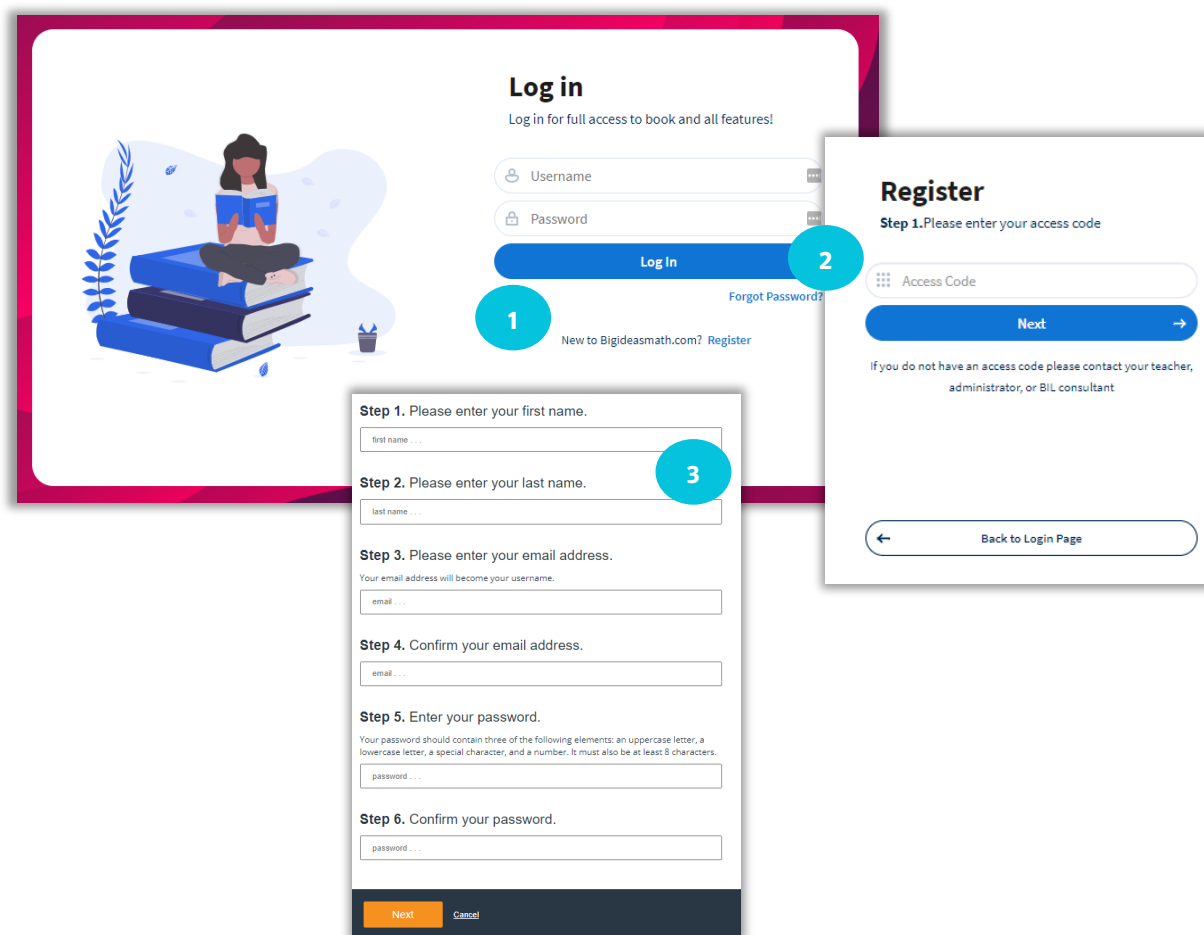 Log in
Log in for full access to book and all features!
Username
Password
Log In
Forgot Password?
1
New to Bigideasmath.com? Register
2
Register
Step 1.Please enter your access code
Access Code
Next
If you do not have an access code please contact your teacher,
administrator, or BIL consultant
Back to Login Page
3
Step 1. Please enter your first name.
first name . . .
Step 2. Please enter your last name.
last name . . .
Step 3. Please enter your email address.
Your email address will become your username.
email . . .
Step 4. Confirm your email address.
email . . .
Step 5. Enter your password.
Your password should contain three of the following elements: an uppercase letter, a
lowercase letter, a special character, and a number. It must also be at least 8 characters.
password . . .
Step 6. Confirm your password.
password . . .
Next Cancel